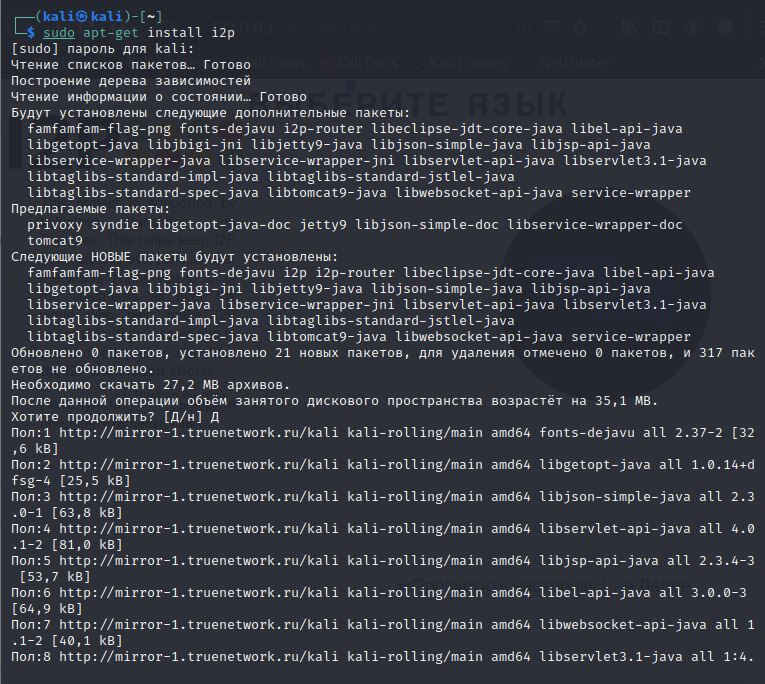 (kali㉿kali)-[~]
$ sudo apt-get install i2p
[sudo] пароль для kali:
Чтение списков пакетов… Готово
Построение дерева зависимостей
Чтение информации о состоянии… Готово
Будут установлены следующие дополнительные пакеты:
famfamfam-flag-png fonts-dejavu i2p-router libeclipse-jdt-core-java libel-api-java
libgetopt-java libjbigi-jni libjetty9-java libjson-simple-java libjsp-api-java
libservice-wrapper-java libservice-wrapper-jni libservlet-api-java libservlet3.1-java
libtaglibs-standard-impl-java libtaglibs-standard-jstlel-java
libtaglibs-standard-spec-java libtomcat9-java libwebsocket-api-java service-wrapper
Предлагаемые пакеты:
privoxy syndie libgetopt-java-doc jetty9 libjson-simple-doc libservice-wrapper-doc
tomcat9
Следующие НОВЫЕ пакеты будут установлены:
famfamfam-flag-png fonts-dejavu i2p i2p-router libeclipse-jdt-core-java libel-api-java
libgetopt-java libjbigi-jni libjetty9-java libjson-simple-java libjsp-api-java
libservice-wrapper-java libservice-wrapper-jni libservlet-api-java libservlet3.1-java
libtaglibs-standard-impl-java libtaglibs-standard-jstlel-java
libtaglibs-standard-spec-java libtomcat9-java libwebsocket-api-java service-wrapper
Обновлено 0 пакетов, установлено 21 новых пакетов, для удаления отмечено 0 пакетов, и 317 пак
етов не обновлено.
Необходимо скачать 27,2 MB архивов.
После данной операции объём занятого дискового пространства возрастёт на 35,1 MB.
Хотите продолжить? [Д/н] Д
Пол:1 http://mirror-1.truenetwork.ru/kali kali-rolling/main amd64 fonts-dejavu all 2.37-2 [32
,6 kB]
Пол:2 http://mirror-1.truenetwork.ru/kali kali-rolling/main amd64 libgetopt-java all 1.0.14+d
fsg-4 [25,5 kB]
Пол:3 http://mirror-1.truenetwork.ru/kali kali-rolling/main amd64 libjson-simple-java all 2.3
.0-1 [63,8 kB]
Пол:4 http://mirror-1.truenetwork.ru/kali kali-rolling/main amd64 libservlet-api-java all 4.0
.1-2 [81,0 kB]
Пол:5 http://mirror-1.truenetwork.ru/kali kali-rolling/main amd64 libjsp-api-java all 2.3.4-3
[53,7 kB]
Пол:6 http://mirror-1.truenetwork.ru/kali kali-rolling/main amd64 libel-api-java all 3.0.0-3
[64,9 kB]
Пол:7 http://mirror-1.truenetwork.ru/kali kali-rolling/main amd64 libwebsocket-api-java all 1
.1-2 [40,1 kB]
Пол:8 http://mirror-1.truenetwork.ru/kali kali-rolling/main amd64 libservlet3.1-java all 1:4.